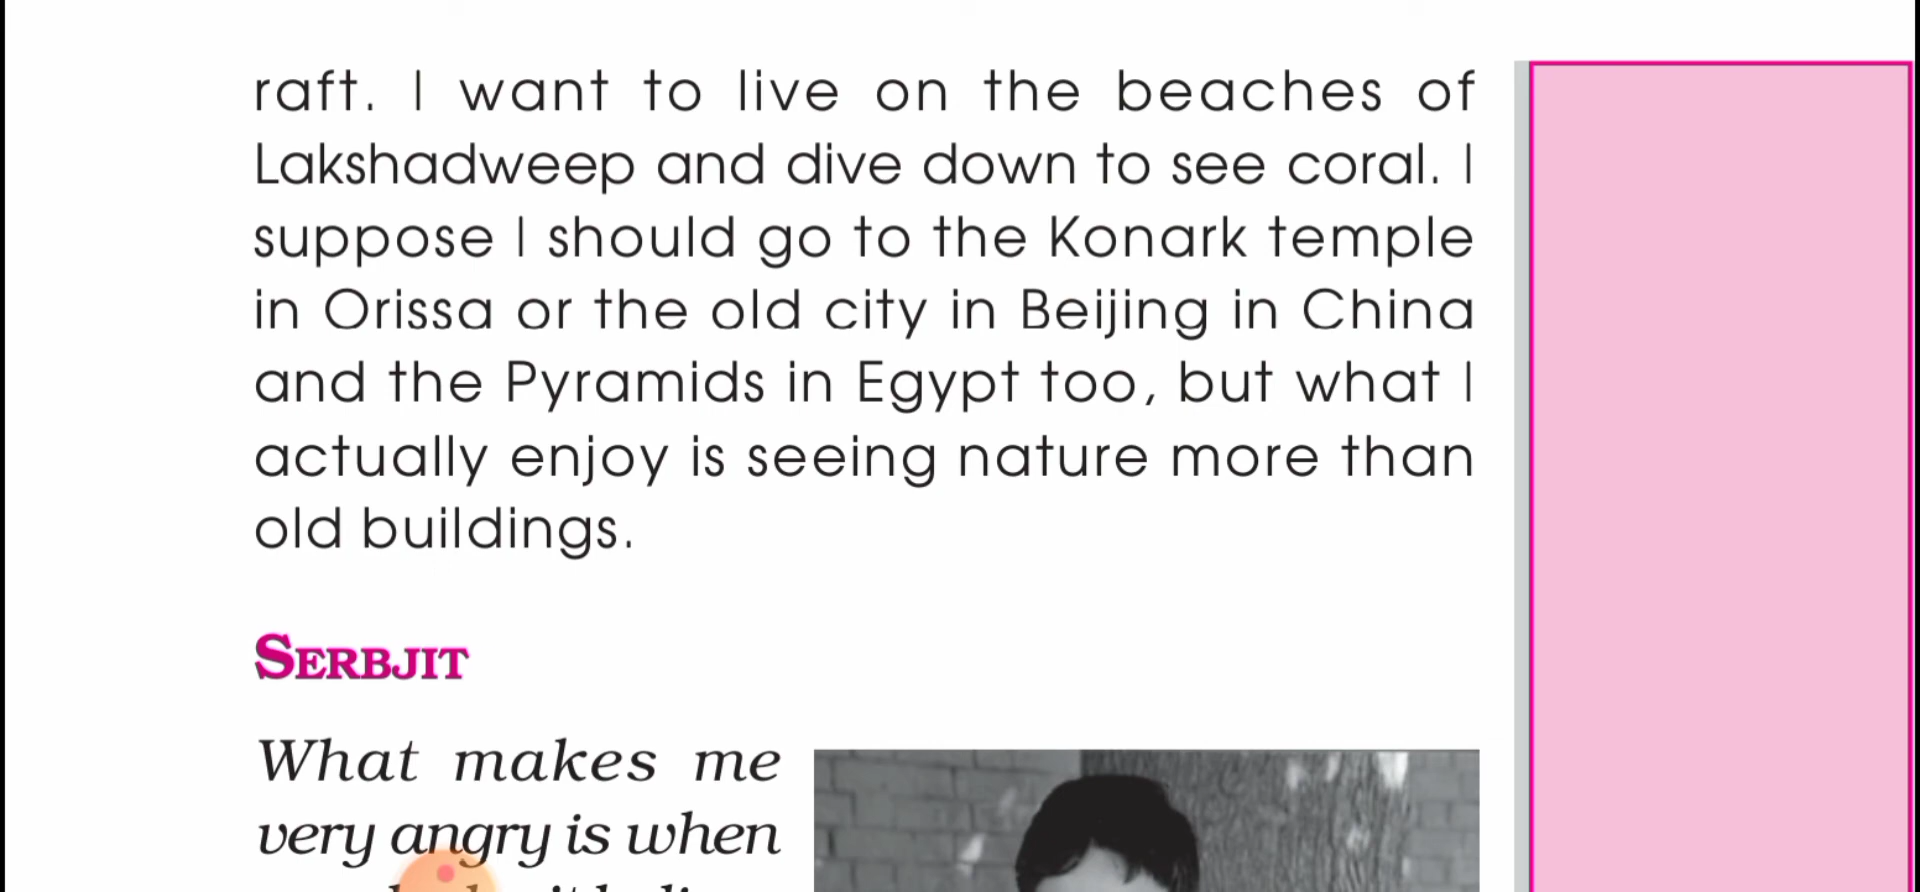 raft. I want to live on the beaches of
Lakshadweep and dive down to see coral. I
suppose I should go to the Konark temple
in Orissa or the old city in Beijing in China
and the Pyramids in Egypt too, but what I
actually enjoy is seeing nature more than
old buildings.
SERBJIT
What makes me
very angry is when